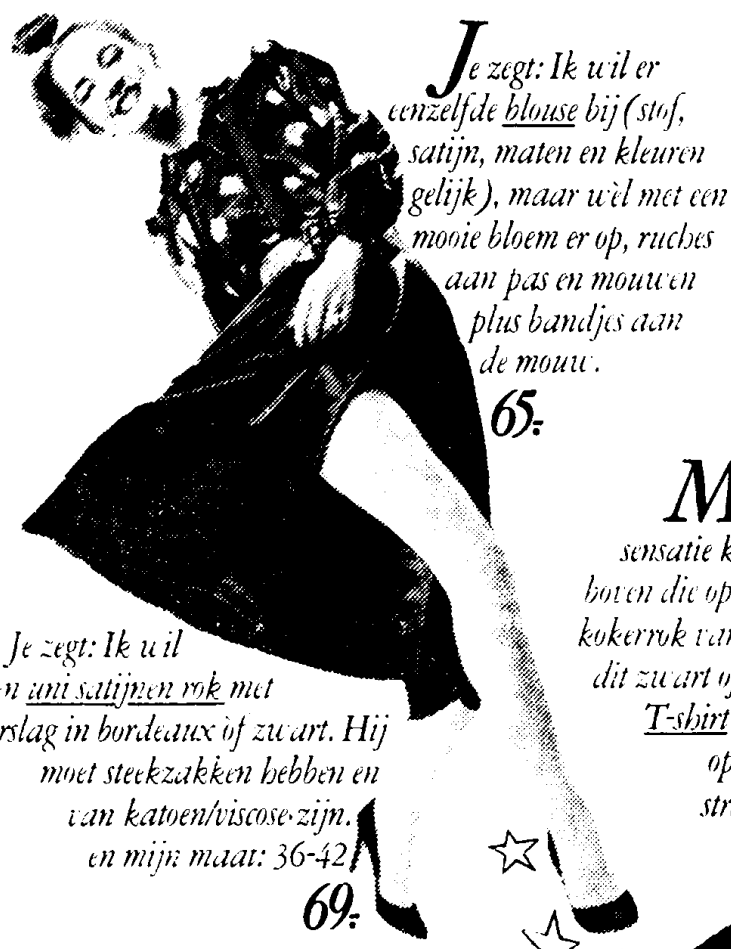 Je zegt: Ik wil er
eenzelfde blouse bij (stof,
satijn, maten en kleuren
gelijk), maar wèl met een
mooie bloem er op, ruches
aan pas en mouwen
plus bandjes aan
de mouw.
65.-
M
sensatie k
boven die op
kokerrok van
dit zwart o
T-shirt
op
str
Je zegt: Ik wil
n uni satijnen rok met
rslag in bordeaux òf zwart. Hij
moet steekzakken hebben en
van katoen/viscose zijn.
en mijn maat: 36-42
69.-